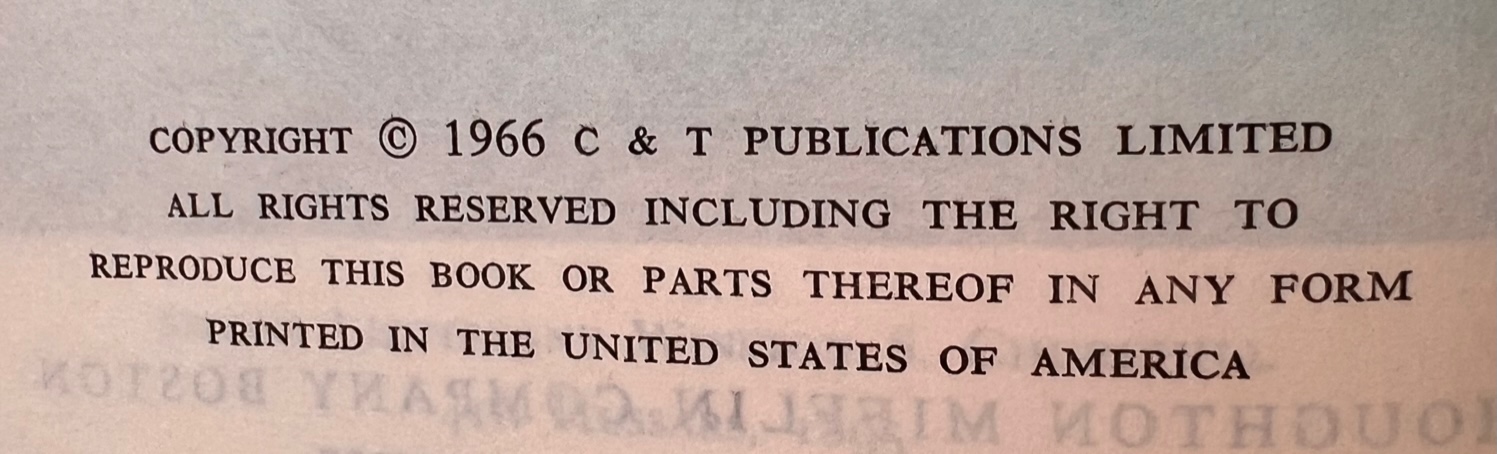 COPYRIGHT © 1966 C & T PUBLICATIONS LIMITED
ALL RIGHTS RESERVED INCLUDING THE RIGHT TO
REPRODUCE THIS BOOK OR PARTS THEREOF IN ANY FORM
PRINTED IN THE UNITED STATES OF AMERICA